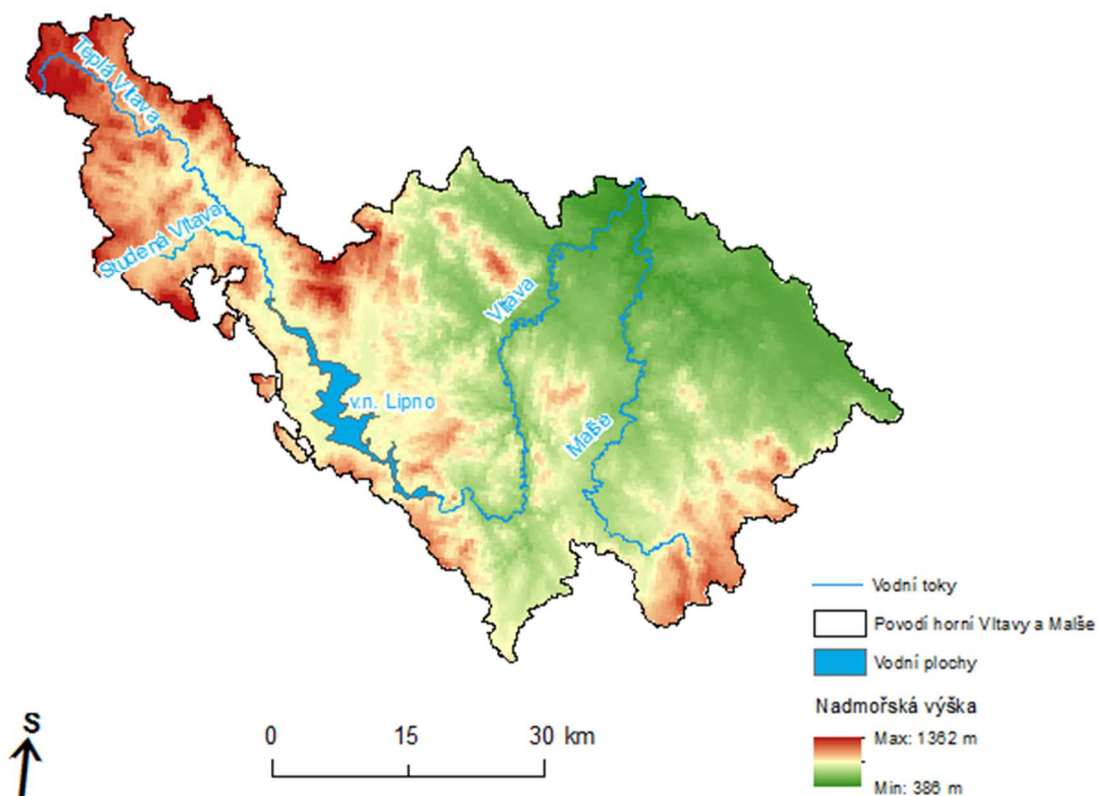 Teplá Vltava
Studená Vltava
Vltava
v.n. Lipno
Malše
Vodní toky
Povodí horní Vltavy a Malše
Vodní plochy
Nadmořská výška
Max: 1362 m
Min: 386 m
S
0 15 30 km